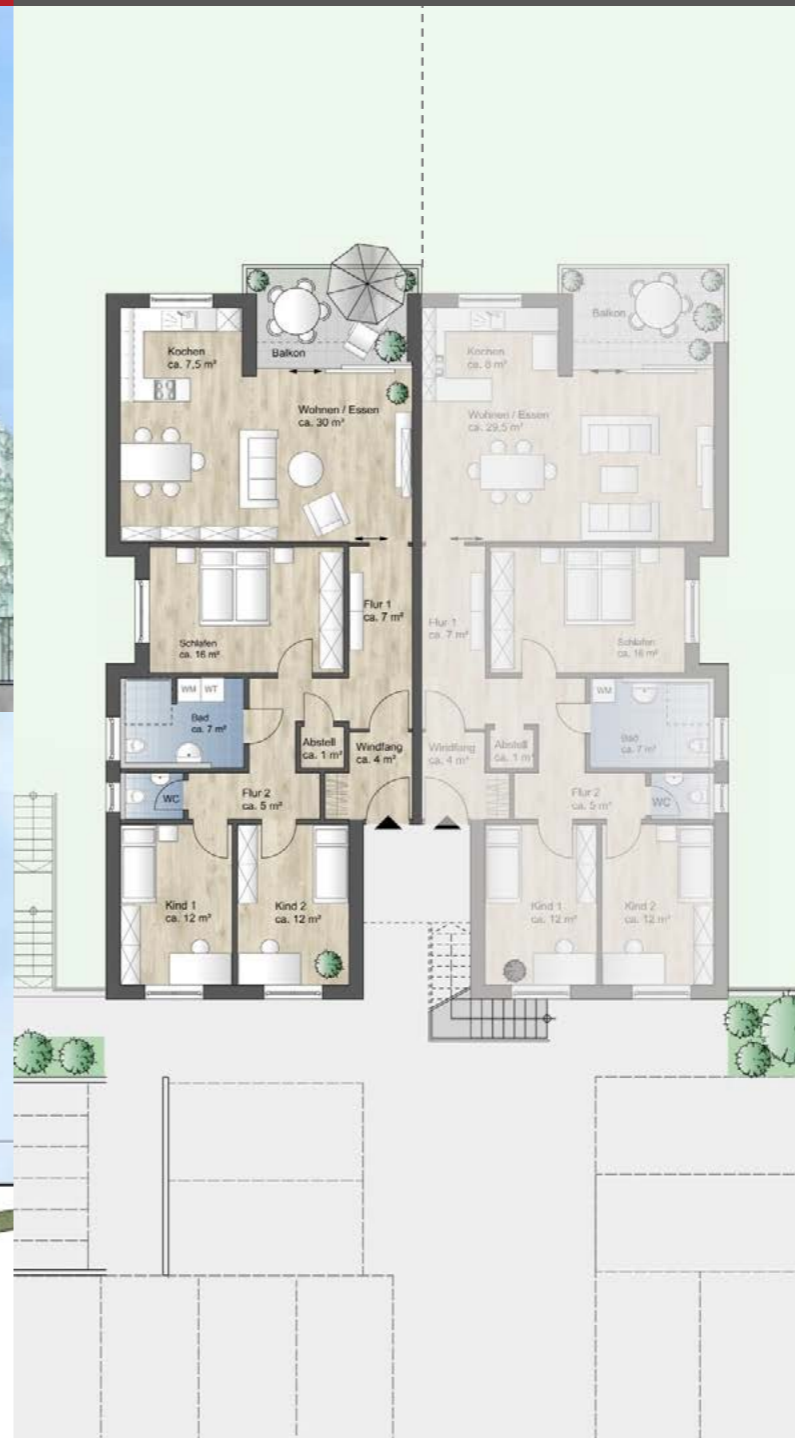 Kochen
ca. 7,5 m²
Balkon
Wohnen / Essen
ca. 30 m²
Schlafen
ca. 16 m²
Flur 1
ca. 7 m²
WM
WT
Bad
ca. 7 m²
Abstell
ca. 1 m²
Windfang
ca. 4 m²
WC
Flur 2
ca. 5 m²
Kind 1
ca. 12 m²
Kind 2
ca. 12 m²
Kochen
ca. 8 m²
Balkon
Wohnen / Essen
ca. 29,5 m²
Flur 1
ca. 7 m²
Schlafen
ca. 16 m²
WM
Bad
ca. 7 m²
Windfang
ca. 4 m²
Abstell
ca. 1 m²
Flur 2
ca. 5 m²
WC
Kind 1
ca. 12 m²
Kind 2
ca. 12 m²